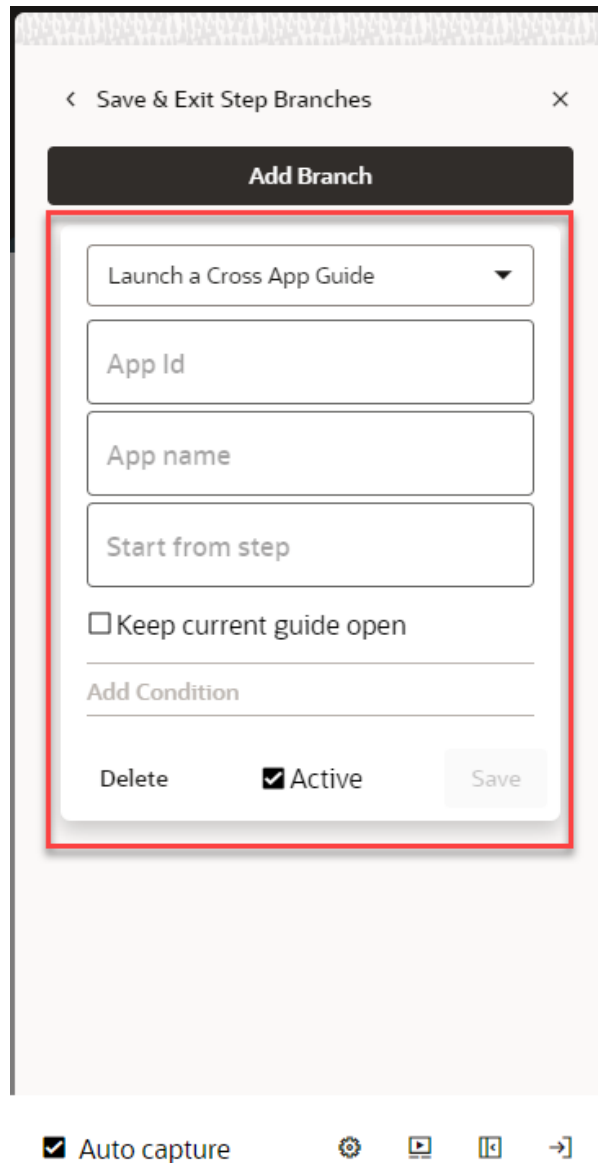 Save & Exit Step Branches
Add Branch
Launch a Cross App Guide
App Id
App name
Start from step
Keep current guide open
Add Condition
Delete Active Save
Auto capture